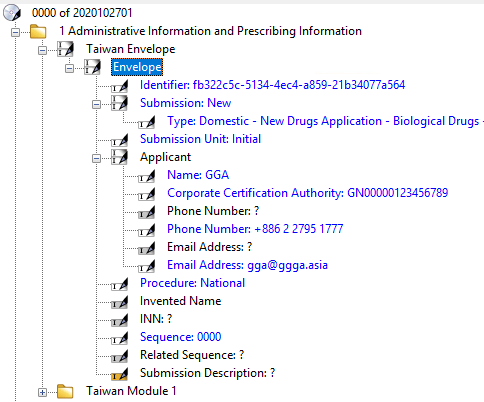 0000 of 2020102701
1 Administrative Information and Prescribing Information
Taiwan Envelope
Envelope
Identifier: fb322c5c-5134-4ec4-a859-21b34077a564
Submission: New
Type: Domestic - New Drugs Application - Biological Drugs -
Submission Unit: Initial
Applicant
Name: GGA
Corporate Certification Authority: GN00000123456789
Phone Number: ?
Phone Number: +886 2 2795 1777
Email Address: ?
Email Address: gga@ggga.asia
Procedure: National
Invented Name
INN: ?
Sequence: 0000
Related Sequence: ?
Submission Description: ?
Taiwan Module 1